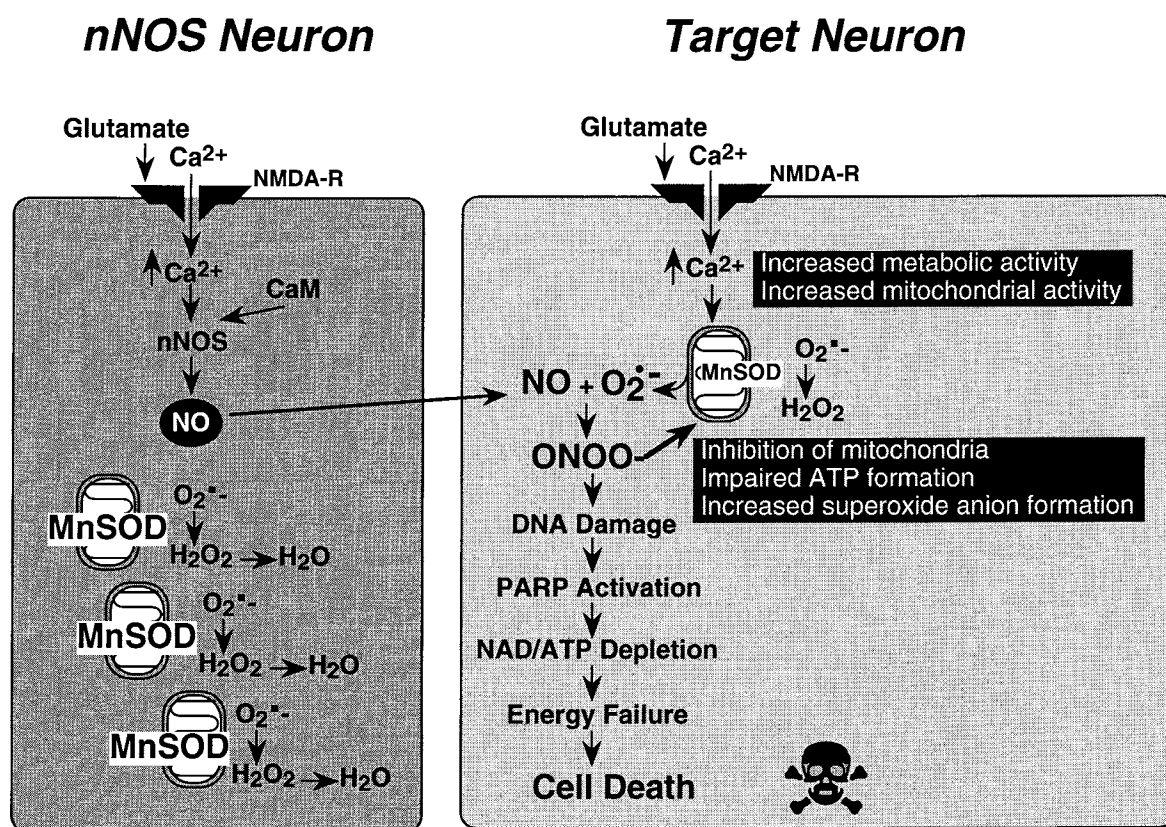 nNOS Neuron
Glutamate
Ca2+
NMDA-R
Ca2+
CaM
nNOS
NO
MnSOD
O2▪-
H2O2
H2O
MnSOD
O2▪-
H2O2
H2O
MnSOD
O2▪-
H2O2
H2O
Target Neuron
Glutamate
Ca2+
NMDA-R
Ca2+
Increased metabolic activity
Increased mitochondrial activity
MnSOD
O2▪-
H2O2
NO + O2•-
ONOO-
Inhibition of mitochondria
Impaired ATP formation
Increased superoxide anion formation
DNA Damage
PARP Activation
NAD/ATP Depletion
Energy Failure
Cell Death